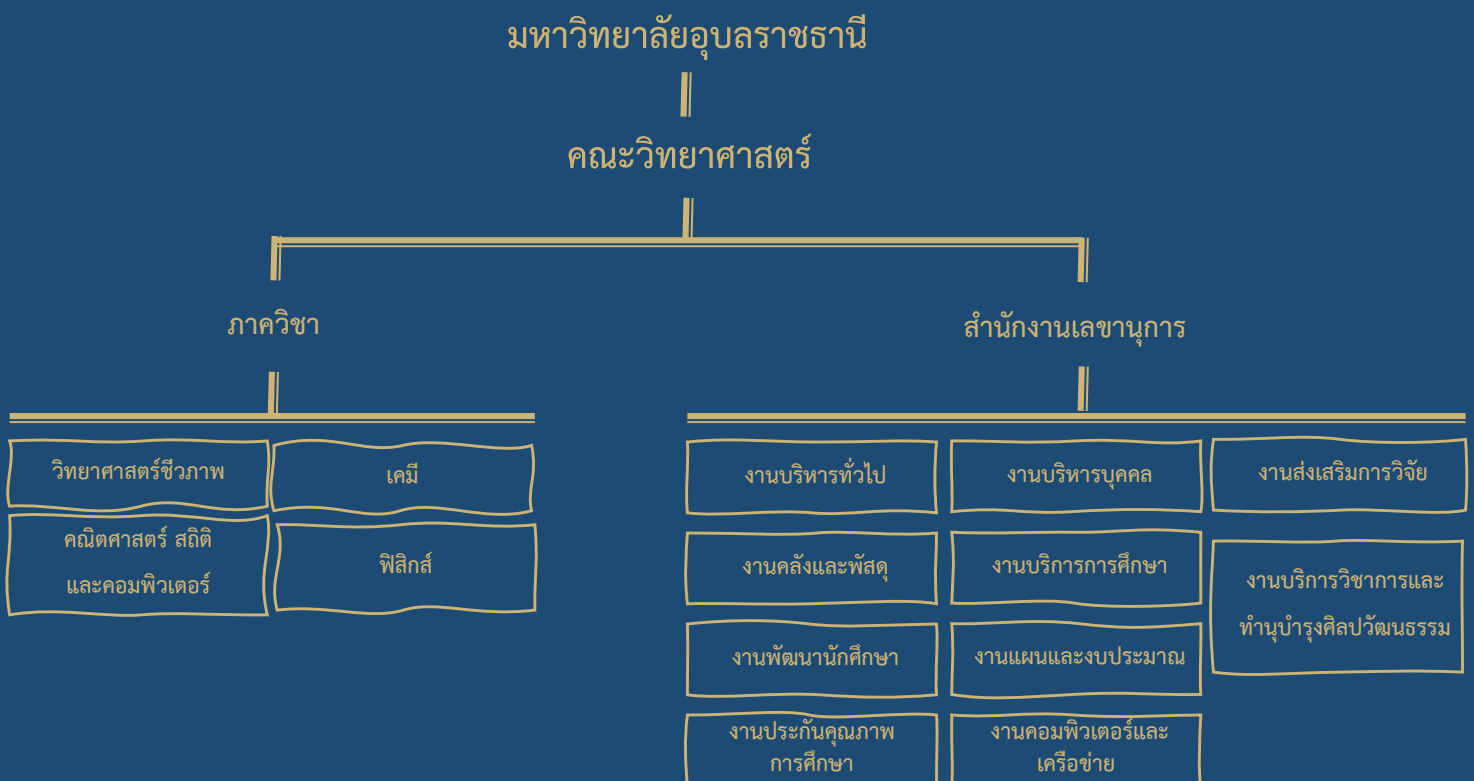 มหาวิทยาลัยอุบลราชธานี
คณะวิทยาศาสตร์
ภาควิชา
สำนักงานเลขานุการ
วิทยาศาสตร์ชีวภาพ
เคมี
คณิตศาสตร์ สถิติ
และคอมพิวเตอร์
ฟิสิกส์
งานบริหารทั่วไป
งานบริหารบุคคล
งานส่งเสริมการวิจัย
งานคลังและพัสดุ
งานบริการการศึกษา
งานบริการวิชาการและ
ทำนุบำรุงศิลปวัฒนธรรม
งานพัฒนานักศึกษา
งานแผนและงบประมาณ
งานประกันคุณภาพ
การศึกษา
งานคอมพิวเตอร์และ
เครือข่าย